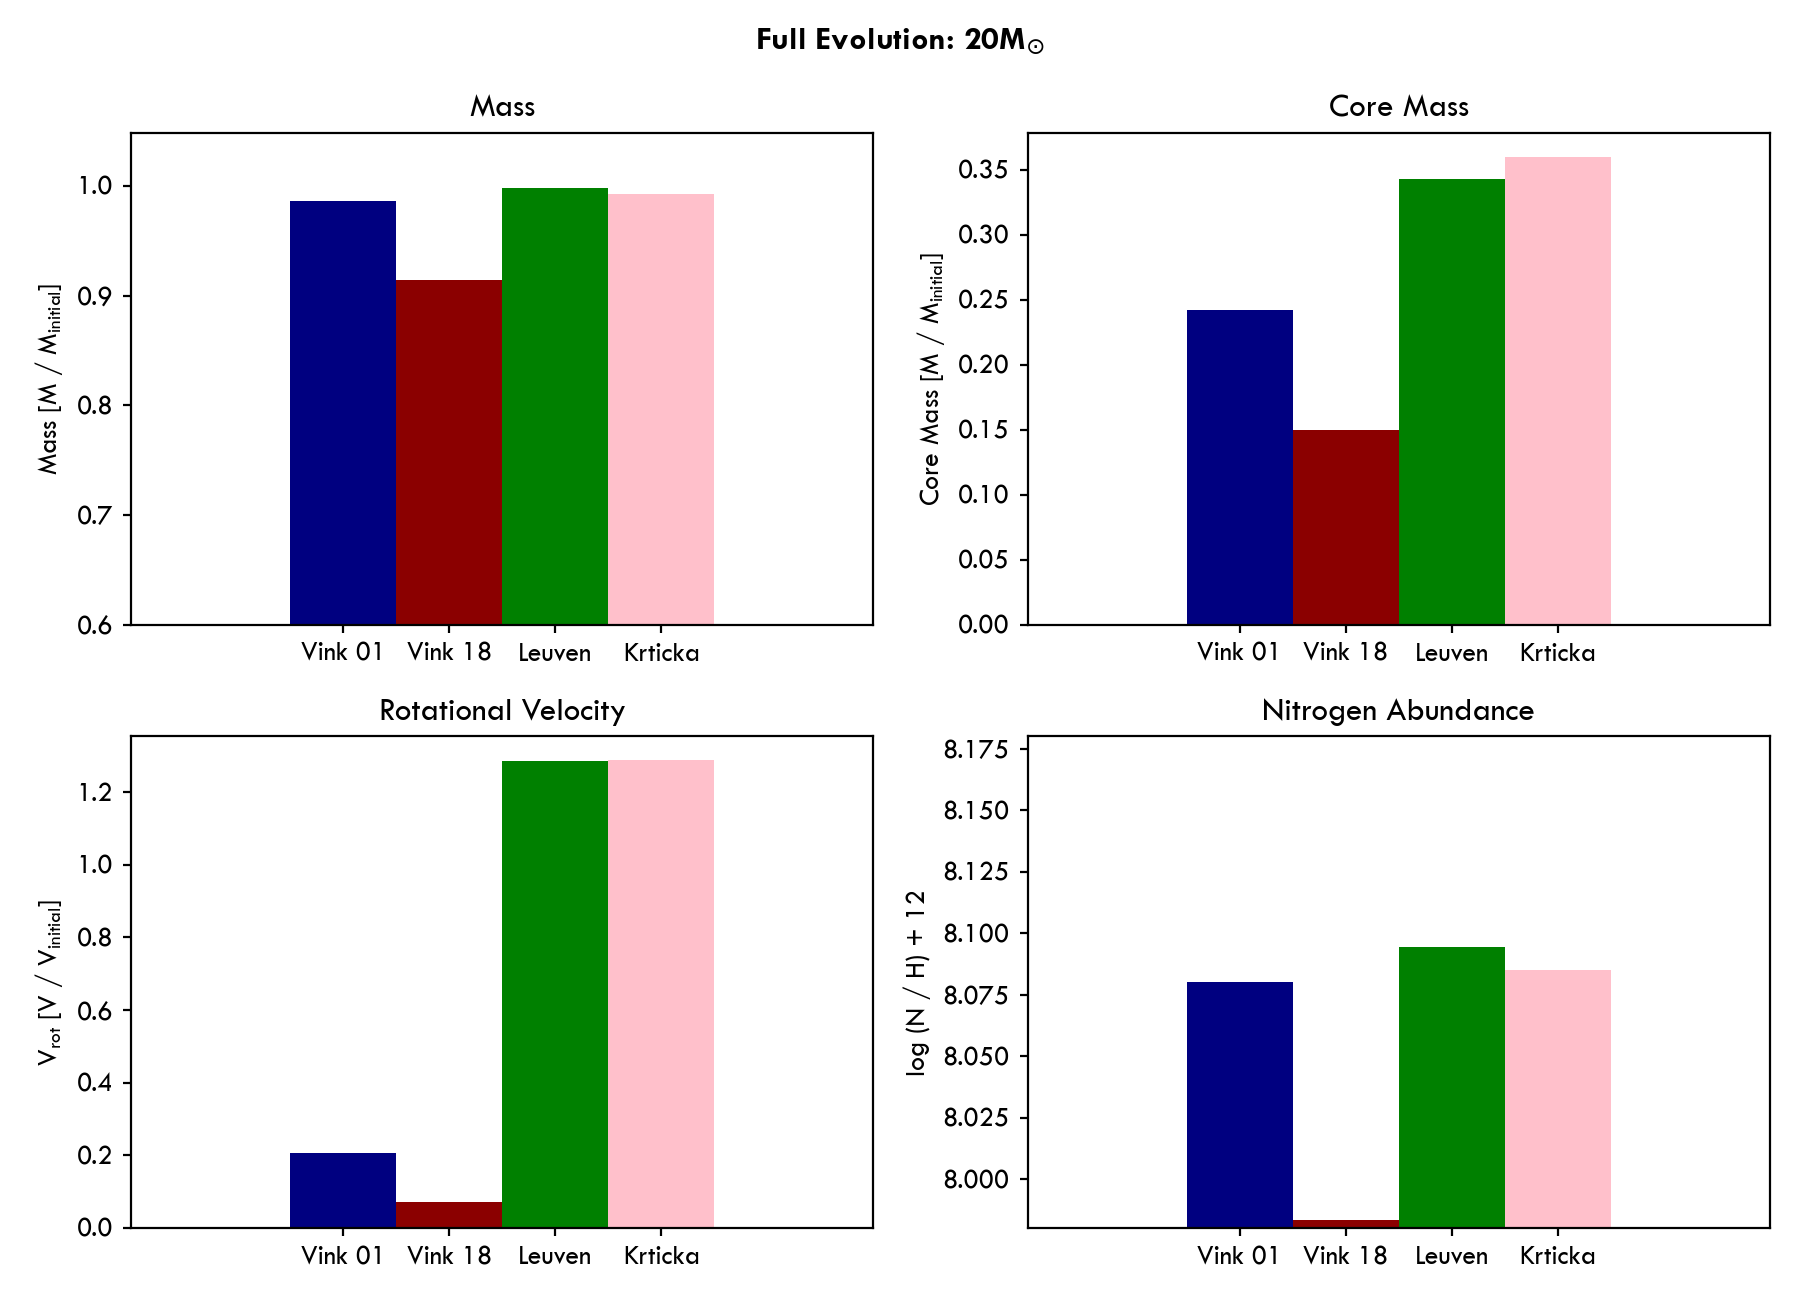 Full Evolution: 20M⊙
Mass
Mass [M / Minitial]
1.0
0.9
0.8
0.7
0.6
Vink 01 Vink 18 Leuven Krticka
Core Mass
Core Mass [M / Minitial]
0.35
0.30
0.25
0.20
0.15
0.10
0.05
0.00
Vink 01 Vink 18 Leuven Krticka
Rotational Velocity
Vrot [V / Vinitial]
1.2
1.0
0.8
0.6
0.4
0.2
0.0
Vink 01 Vink 18 Leuven Krticka
Nitrogen Abundance
log (N / H) + 12
8.175
8.150
8.125
8.100
8.075
8.050
8.025
8.000
Vink 01 Vink 18 Leuven Krticka